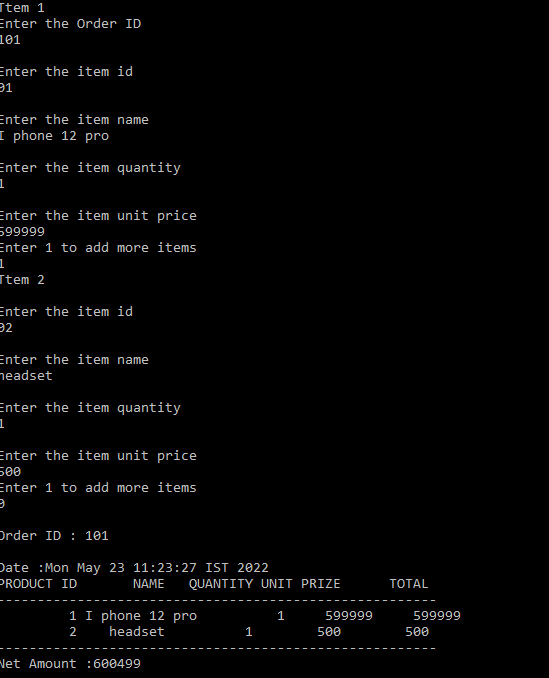 Ttem 1
Enter the Order ID
101
Enter the item id
01
Enter the item name
I phone 12 pro
Enter the item quantity
1
Enter the item unit price
599999
Enter 1 to add more items
1
Ttem 2
Enter the item id
02
Enter the item name
headset
Enter the item quantity
1
Enter the item unit price
500
Enter 1 to add more items
0
Order ID : 101
Date :Mon May 23 11:23:27 IST 2022
PRODUCT ID NAME QUANTITY UNIT PRIZE TOTAL
-------------------------------------------------------
1 I phone 12 pro 1 599999 599999
2 headset 1 500 500
-------------------------------------------------------
Net Amount :600499